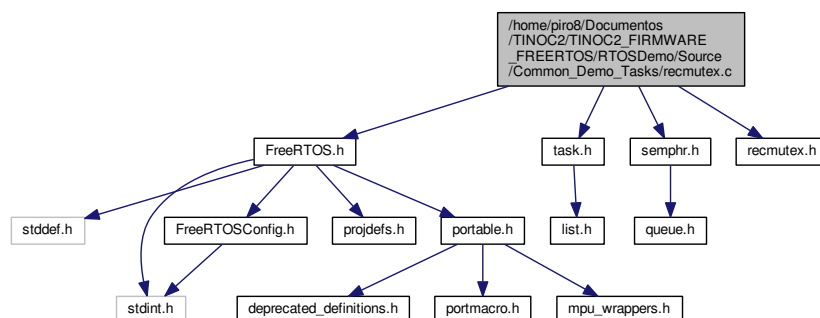 /home/piro8/Documentos
/TINOC2/TINOC2_FIRMWARE
_FREERTOS/RTOSDemo/Source
/Common_Demo_Tasks/recmutex.c
FreeRTOS.h
task.h
semphr.h
recmutex.h
stddef.h
FreeRTOSConfig.h
projdefs.h
portable.h
list.h
queue.h
stdint.h
deprecated_definitions.h
portmacro.h
mpu_wrappers.h